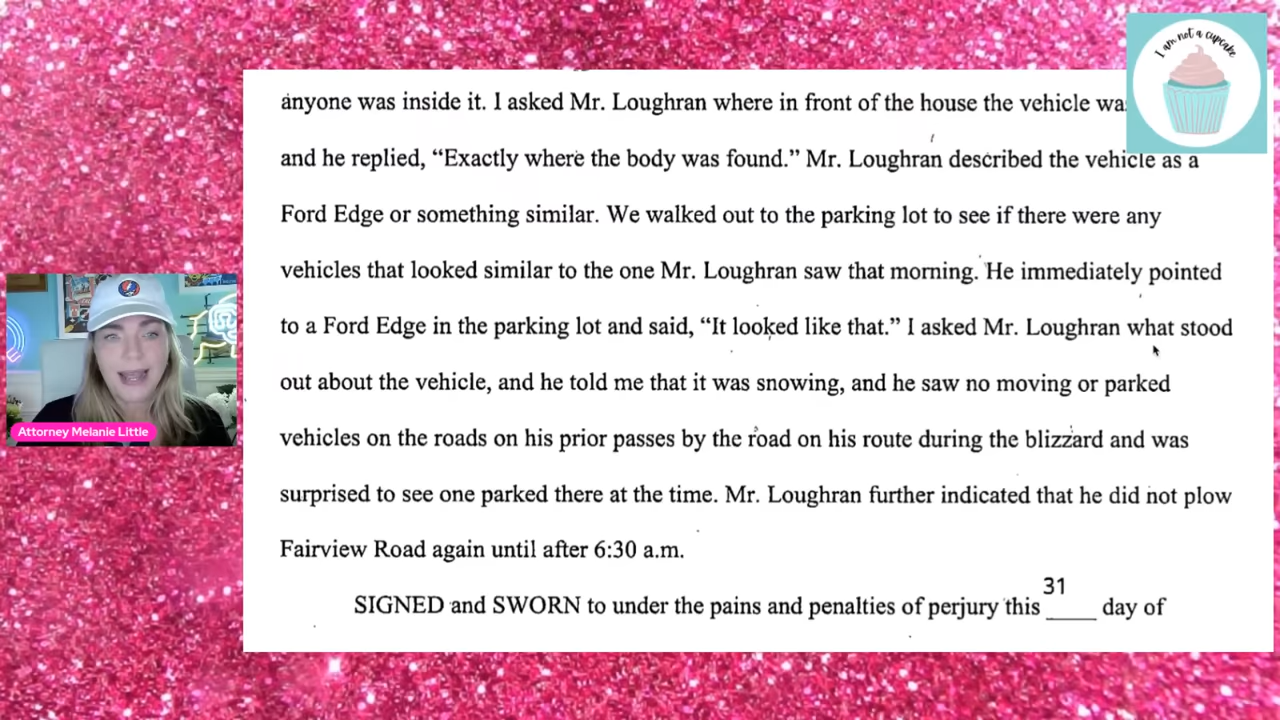 I am not a cupcake
anyone was inside it. I asked Mr. Loughran where in front of the house the vehicle wa
and he replied, “Exactly where the body was found.” Mr. Loughran described the vehicle as a
Ford Edge or something similar. We walked out to the parking lot to see if there were any
vehicles that looked similar to the one Mr. Loughran saw that morning. He immediately pointed
to a Ford Edge in the parking lot and said, “It looked like that.” I asked Mr. Loughran what stood
out about the vehicle, and he told me that it was snowing, and he saw no moving or parked
vehicles on the roads on his prior passes by the road on his route during the blizzard and was
surprised to see one parked there at the time. Mr. Loughran further indicated that he did not plow
Fairview Road again until after 6:30 a.m.
SIGNED and SWORN to under the pains and penalties of perjury this 31 day of
Attorney Melanie Little